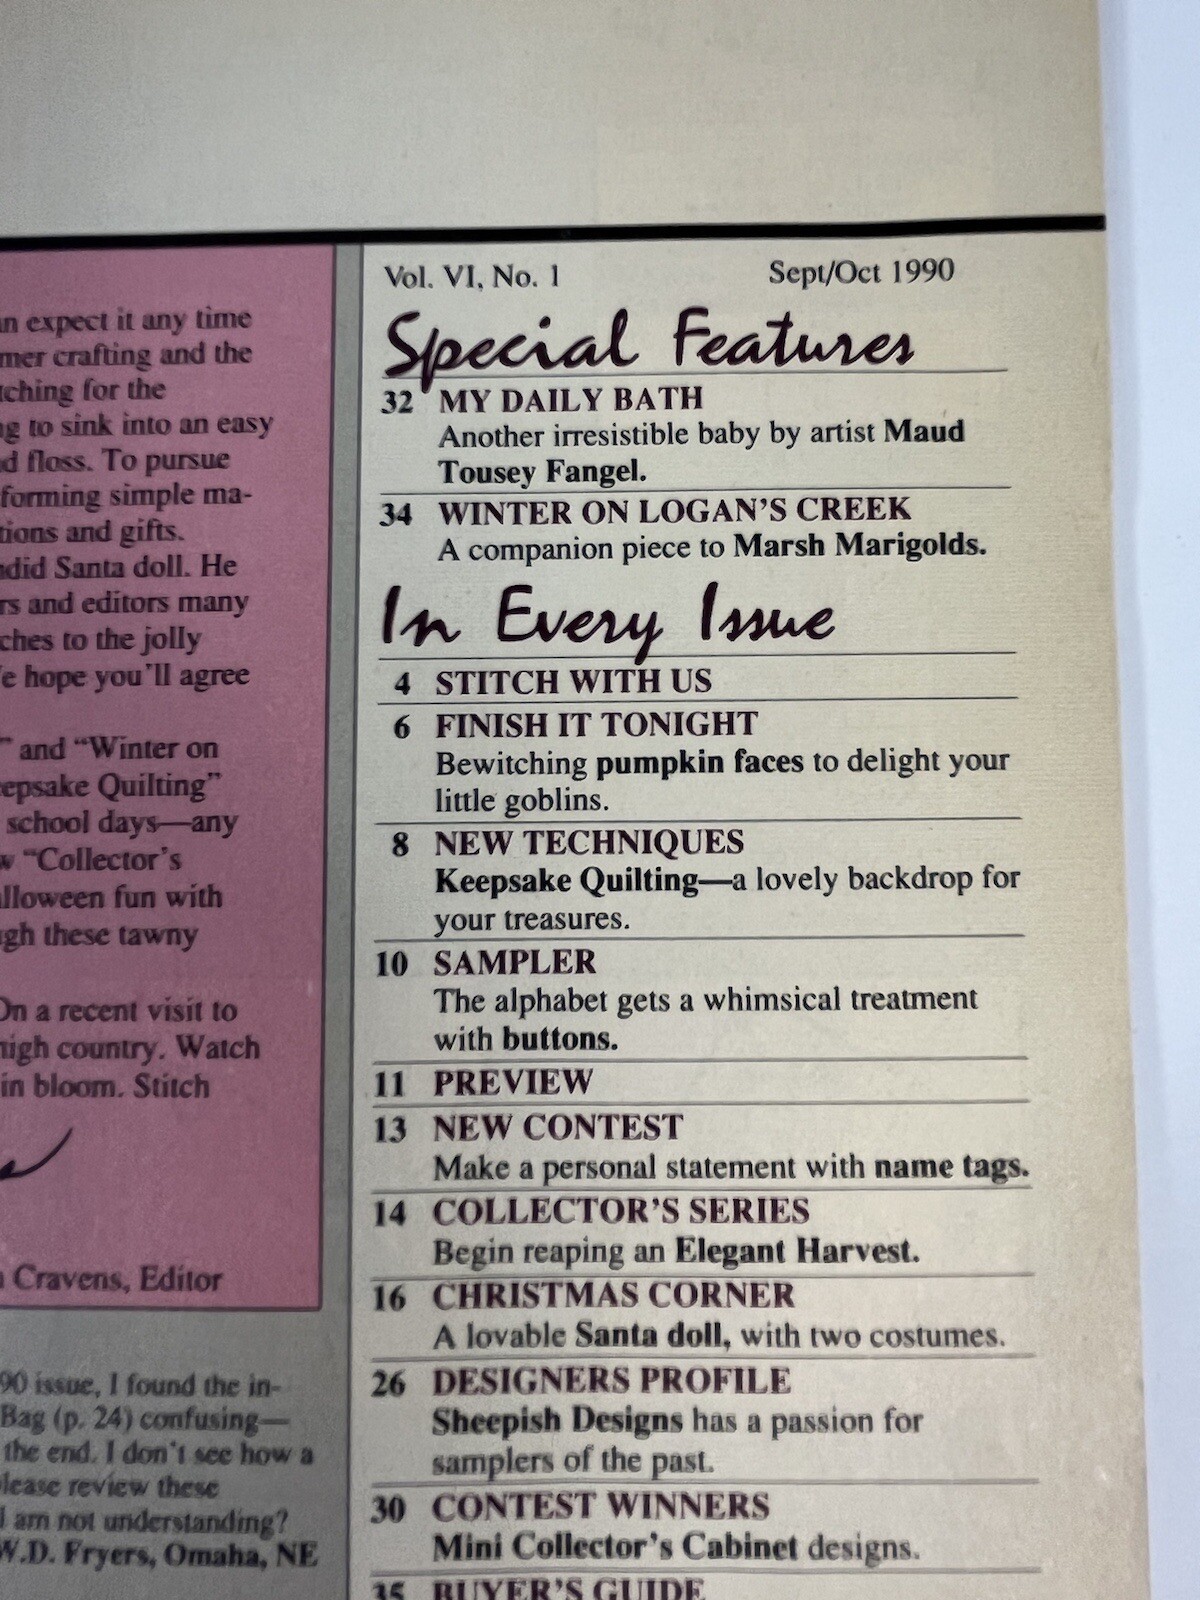 an expect it any time
mer crafting and the
ching for the
g to sink into an easy
d floss. To pursue
forming simple ma-
tions and gifts.
did Santa doll. He
rs and editors many
ches to the jolly
e hope you'll agree
" and "Winter on
eepsake Quilting"
school days—any
w "Collector's
lloween fun with
gh these tawny
On a recent visit to
high country. Watch
in bloom. Stitch
Cravens, Editor
90 issue, I found the in-
Bag (p. 24) confusing—
the end. I don't see how a
lease review these
I am not understanding?
W.D. Fryers, Omaha, NE
Vol. VI, No. 1 Sept/Oct 1990
Special Features
32 MY DAILY BATH
Another irresistible baby by artist Maud
Tousey Fangel.
34 WINTER ON LOGAN'S CREEK
A companion piece to Marsh Marigolds.
In Every Issue
4 STITCH WITH US
6 FINISH IT TONIGHT
Bewitching pumpkin faces to delight your
little goblins.
8 NEW TECHNIQUES
Keepsake Quilting—a lovely backdrop for
your treasures.
10 SAMPLER
The alphabet gets a whimsical treatment
with buttons.
11 PREVIEW
13 NEW CONTEST
Make a personal statement with name tags.
14 COLLECTOR'S SERIES
Begin reaping an Elegant Harvest.
16 CHRISTMAS CORNER
A lovable Santa doll, with two costumes.
26 DESIGNERS PROFILE
Sheepish Designs has a passion for
samplers of the past.
30 CONTEST WINNERS
Mini Collector's Cabinet designs.
35 BUYER'S GUIDE